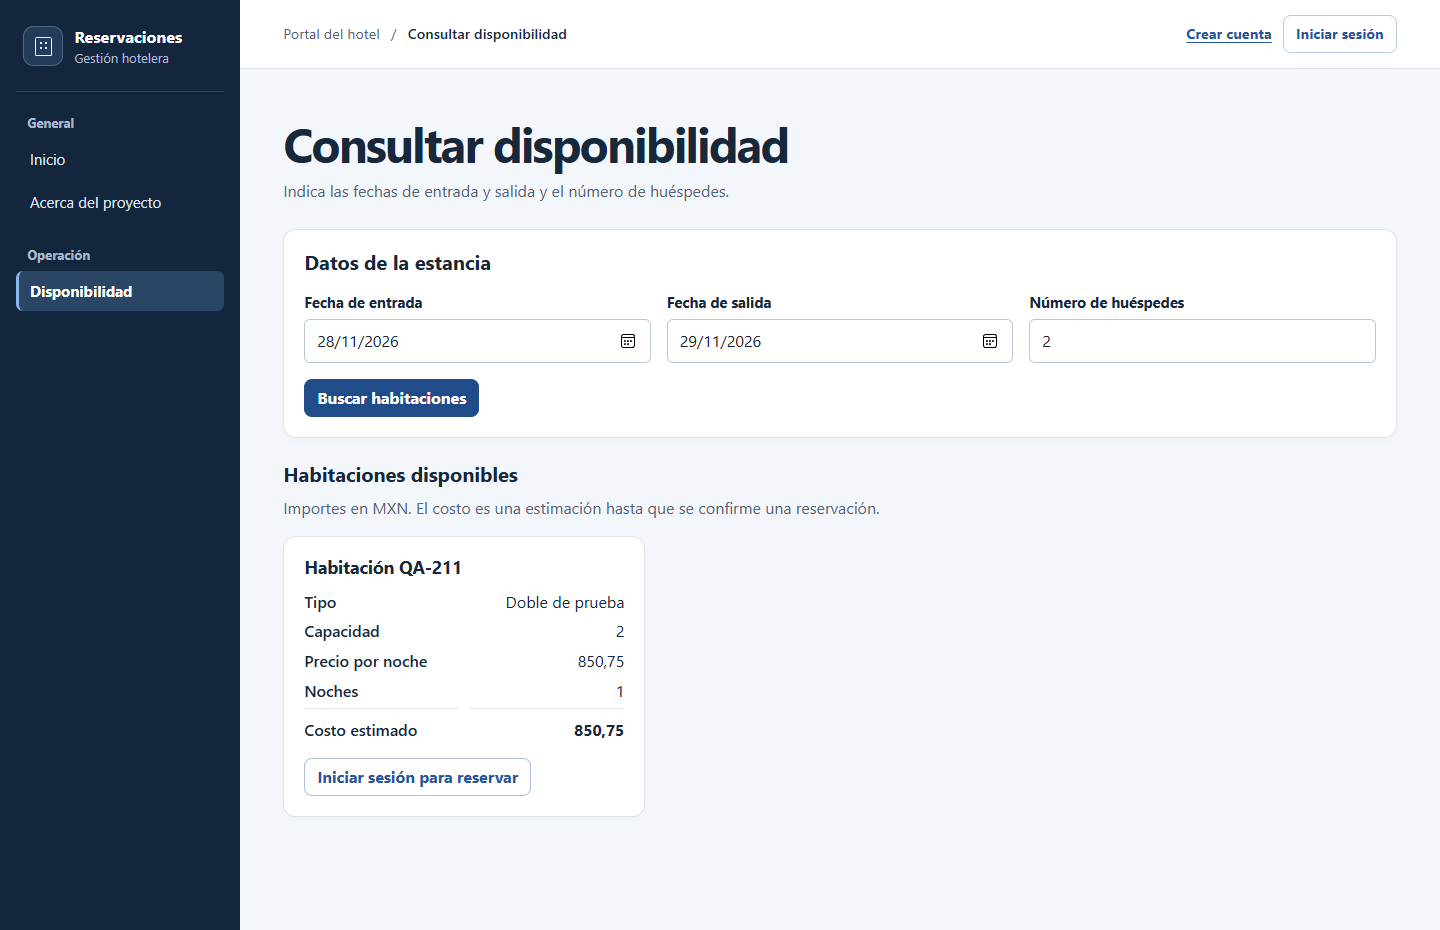 Reservaciones
Gestión hotelera
General
Inicio
Acerca del proyecto
Operación
Disponibilidad
Portal del hotel / Consultar disponibilidad
Crear cuenta
Iniciar sesión
Consultar disponibilidad
Indica las fechas de entrada y salida y el número de huéspedes.
Datos de la estancia
Fecha de entrada
28/11/2026
Fecha de salida
29/11/2026
Número de huéspedes
2
Buscar habitaciones
Habitaciones disponibles
Importes en MXN. El costo es una estimación hasta que se confirme una reservación.
Habitación QA-211
Tipo Doble de prueba
Capacidad 2
Precio por noche 850,75
Noches 1
Costo estimado 850,75
Iniciar sesión para reservar